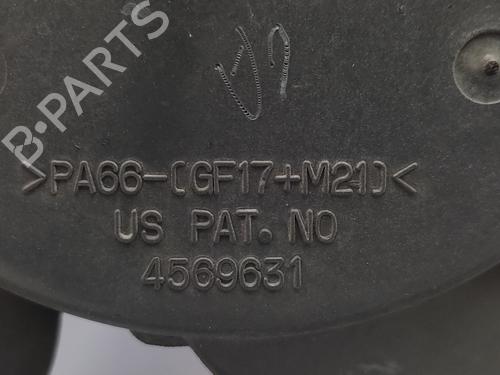 B-PARTS
>PA66-(GF17+M21)<
US PAT. NO
4569631